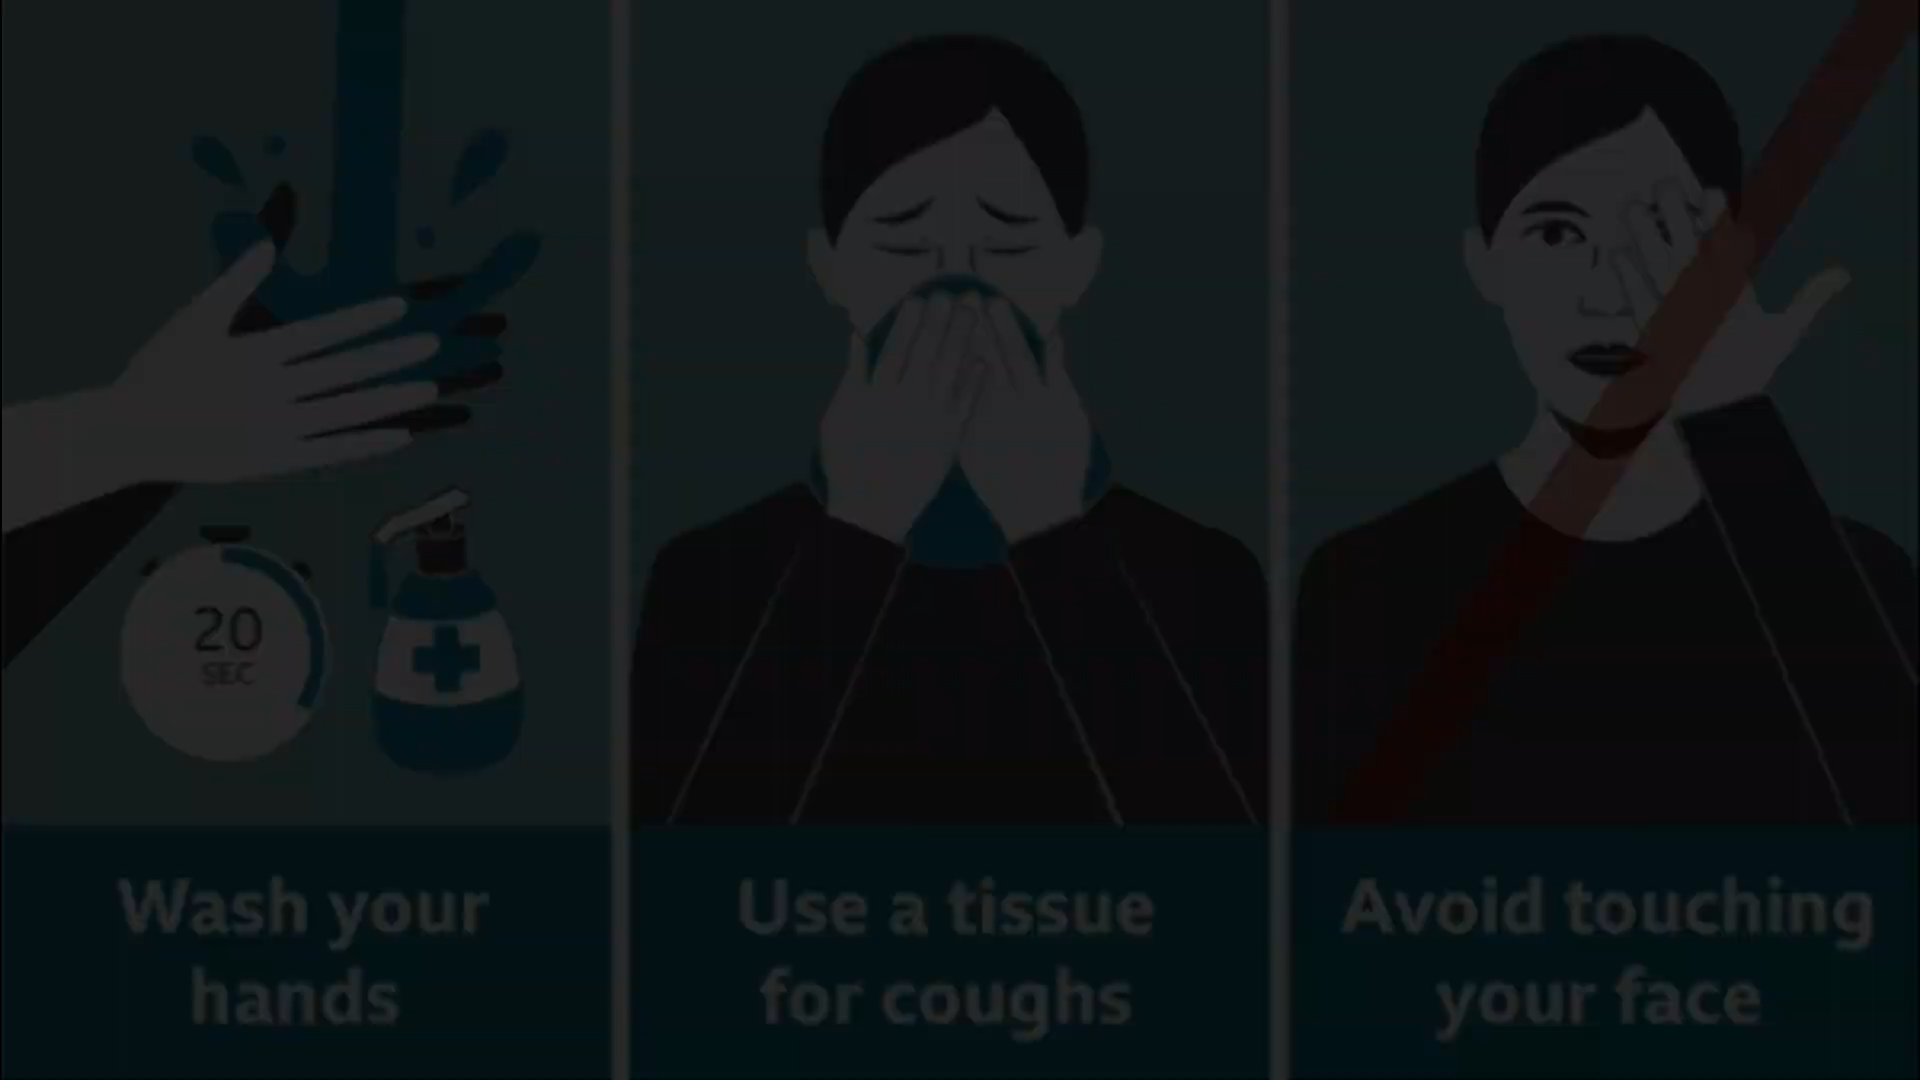 20
SEC
Wash your
hands
Use a tissue
for coughs
Avoid touching
your face